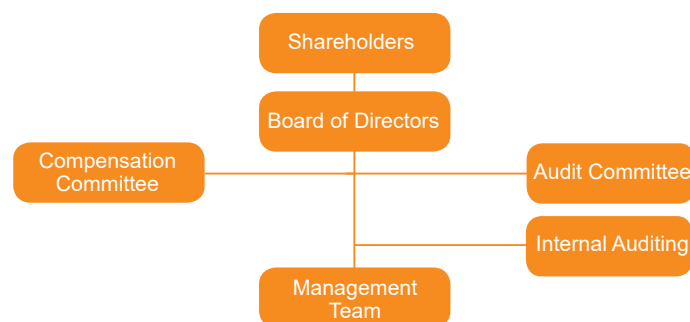 Shareholders
Board of Directors
Compensation
Committee
Audit Committee
Internal Auditing
Management
Team